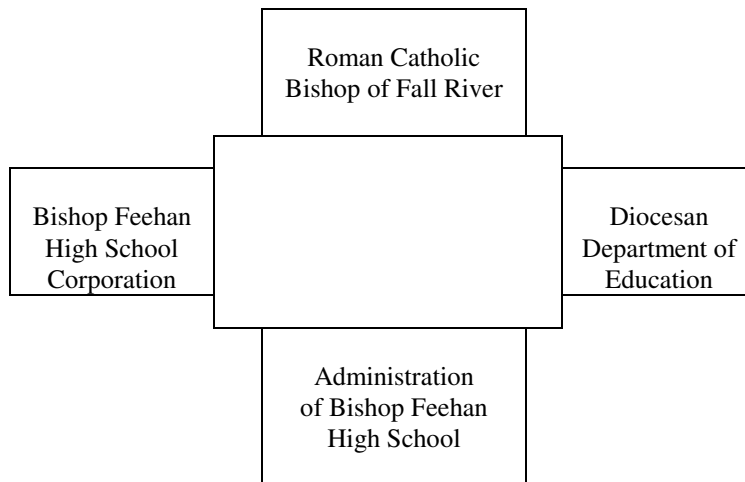 Roman Catholic
Bishop of Fall River
Bishop Feehan
High School
Corporation
Diocesan
Department of
Education
Administration
of Bishop Feehan
High School